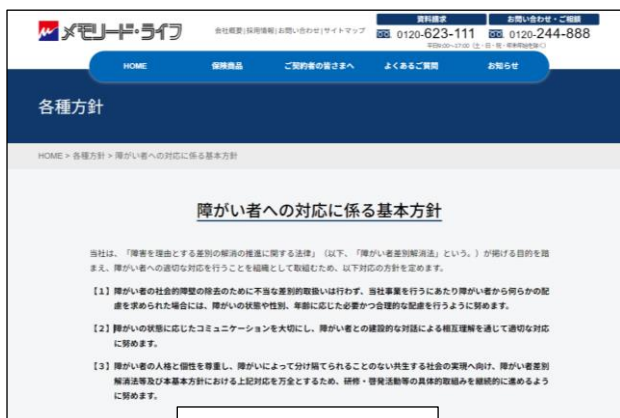 メモリード・ライフ
会社概要|採用情報|お問い合わせ|サイトマップ
資料請求
0120-623-111
お問い合わせ・ご相談
0120-244-888
HOME
保険商品
ご契約者の皆さまへ
よくあるご質問
お知らせ
各種方針
HOME > 各種方針 > 障がい者への対応に係る基本方針
障がい者への対応に係る基本方針
当社は、「障害を理由とする差別の解消の推進に関する法律」（以下、「障がい者差別解消法」という。）が掲げる目的を踏
まえ、障がい者への適切な対応を行うことを組織として取組むため、以下対応の方針を定めます。
【1】障がい者の社会的障壁の除去のために不当な差別的取扱いは行わず、当社事業を行うにあたり障がい者から何らかの配
慮を求められた場合には、障がいの状態や性別、年齢に応じた必要かつ合理的な配慮を行うように努めます。
【2】障がいの状態に応じたコミュニケーションを大切にし、障がい者との建設的な対話による相互理解を通じて適切な対応
に努めます。
【3】障がい者の人格と個性を尊重し、障がいによって分け隔てられることのない共生する社会の実現へ向け、障がい者差別
解消法等及び本基本方針における上記対応を万全とするため、研修・啓発活動等の具体的取組みを継続的に進めるよう
に努めます。